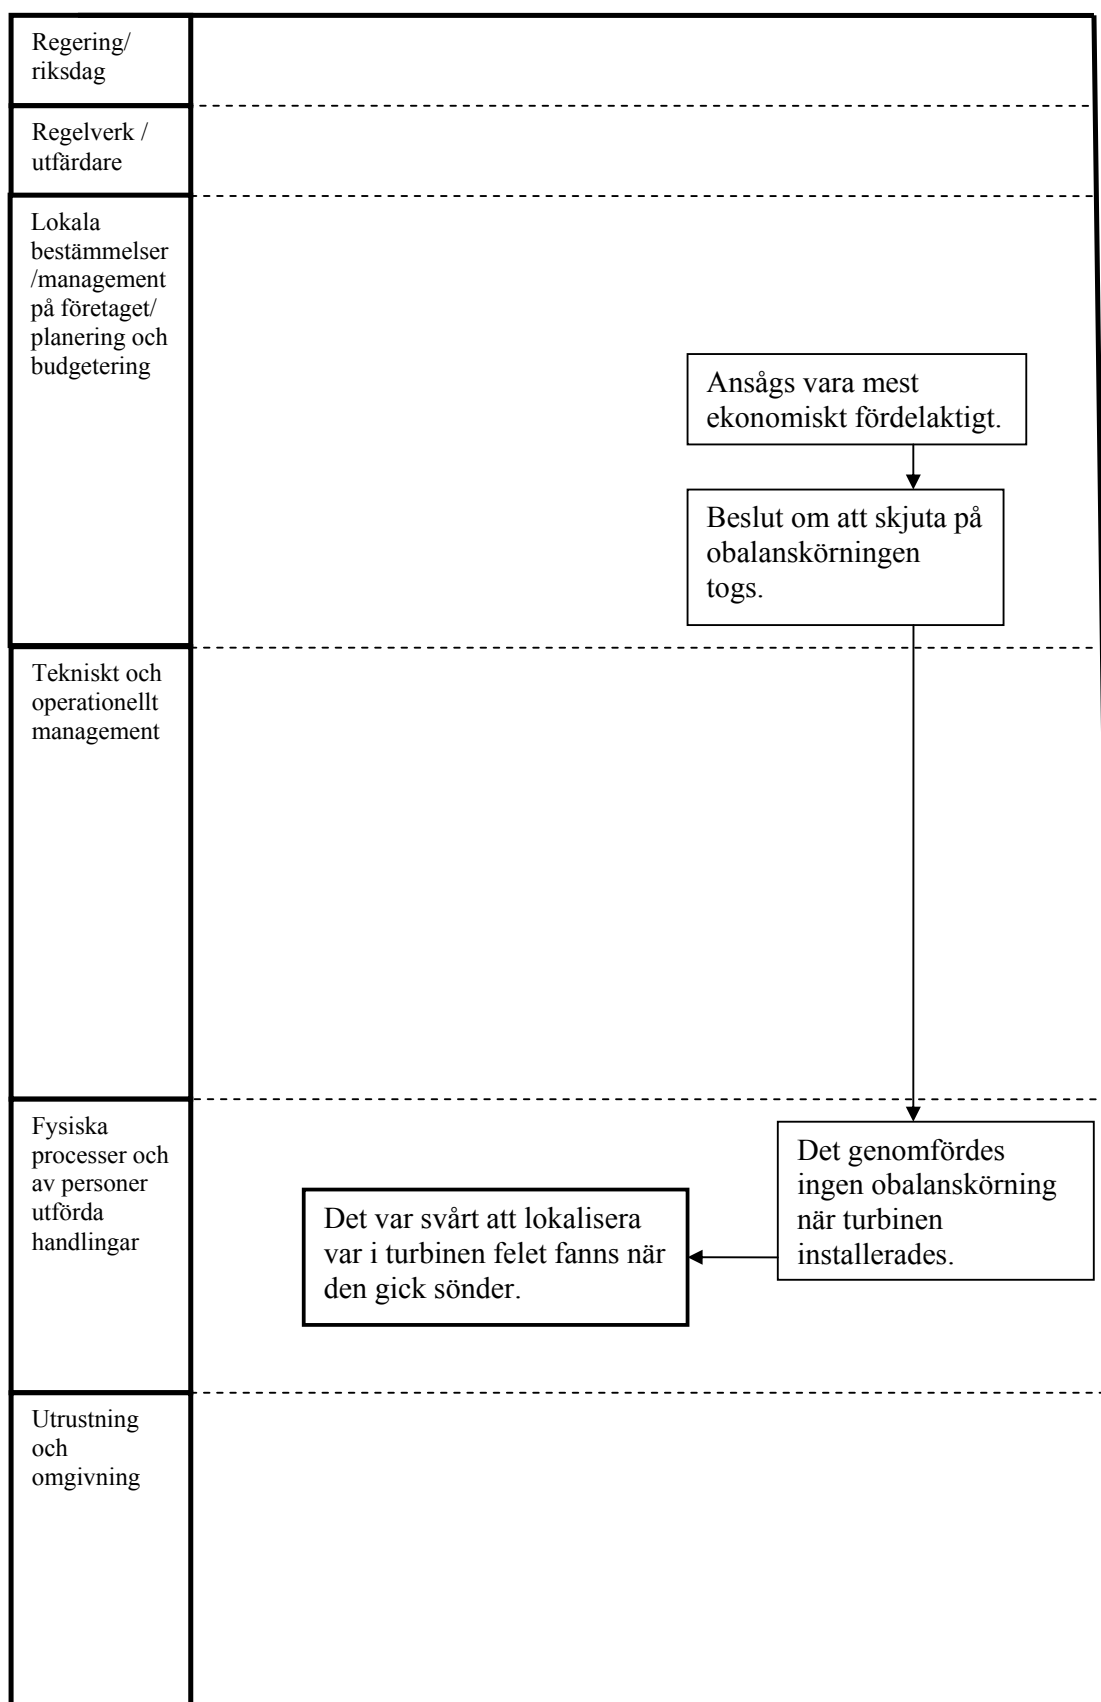 Regering/
riksdag
Regelverk /
utfärdare
Lokala
bestämmelser
/management
på företaget/
planering och
budgetering
Ansågs vara mest
ekonomiskt fördelaktigt.
Beslut om att skjuta på
obalanskörningen
togs.
Tekniskt och
operationellt
management
Fysiska
processer och
av personer
utförda
handlingar
Det var svårt att lokalisera
var i turbinen felet fanns när
den gick sönder.
Det genomfördes
ingen obalanskörning
när turbinen
installerades.
Utrustning
och
omgivning